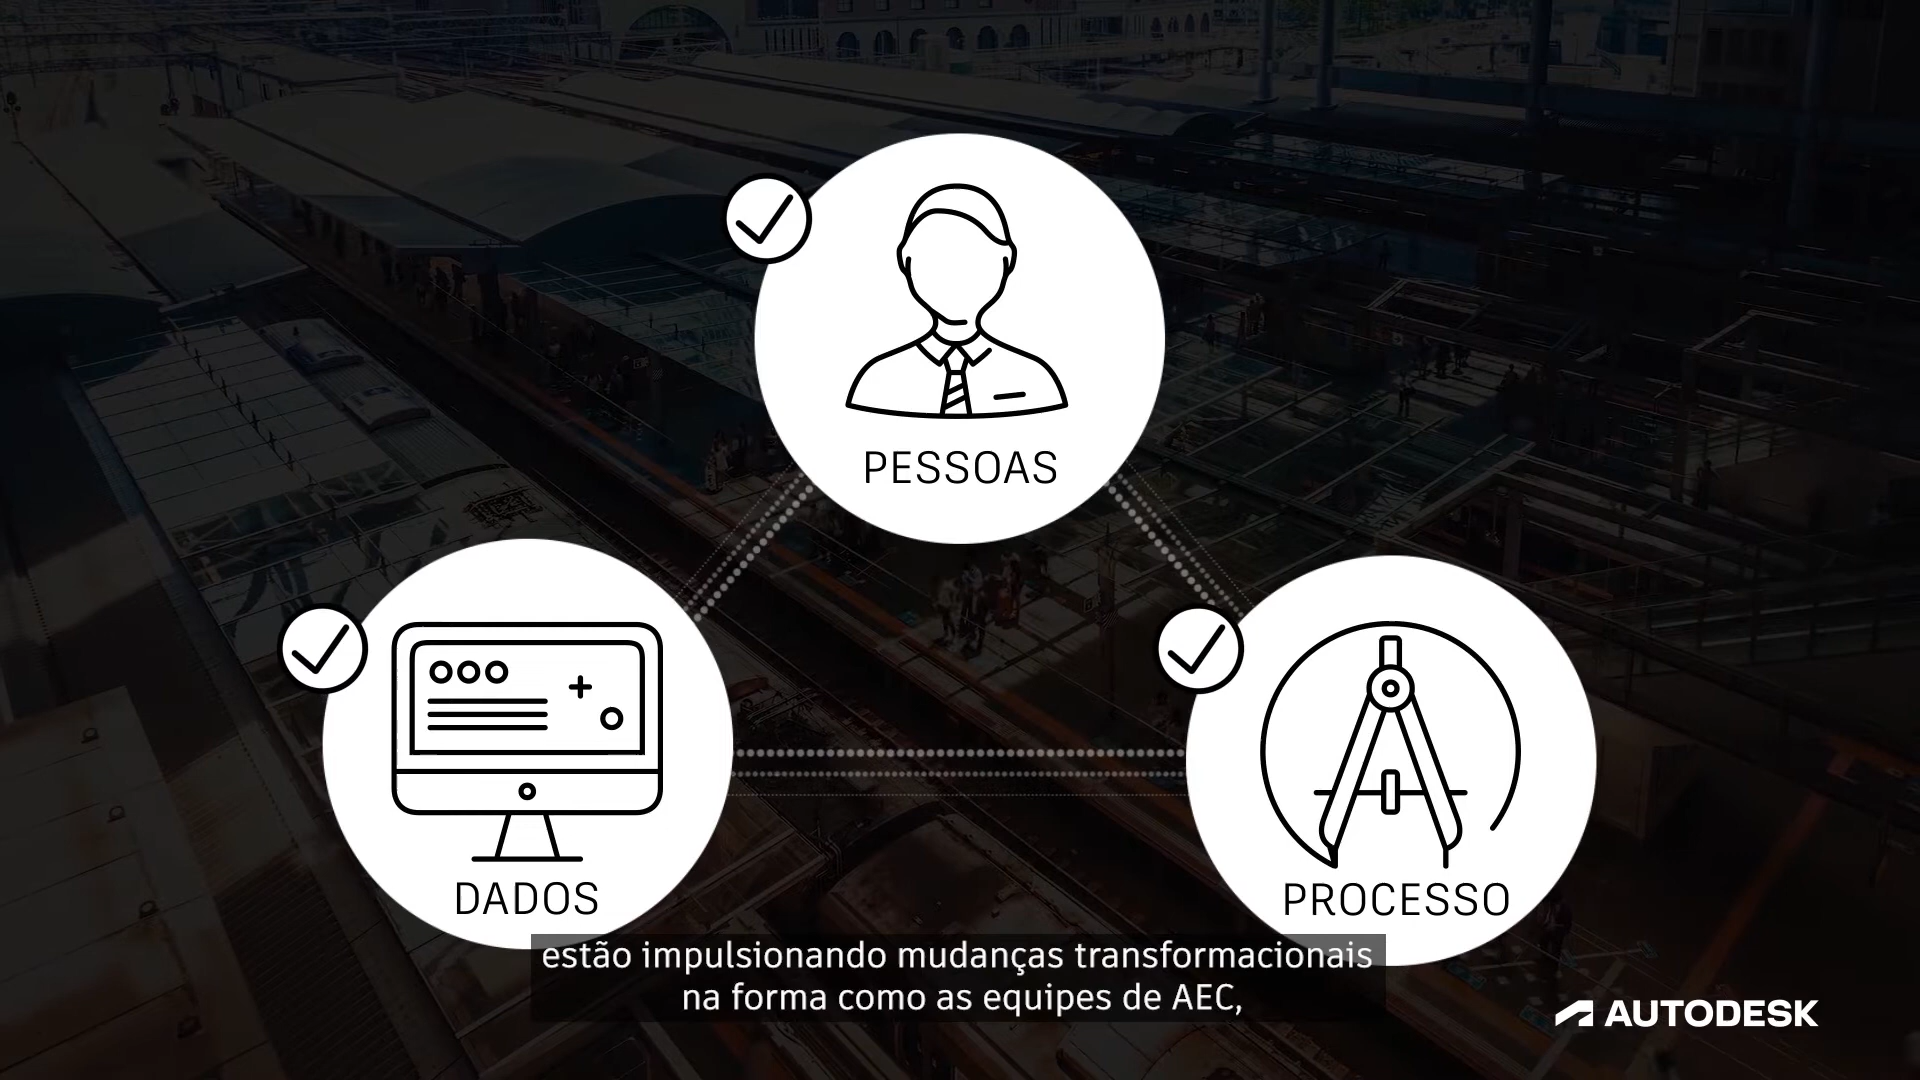 PESSOAS
DADOS
PROCESSO
estão impulsionando mudanças transformacionais
na forma como as equipes de AEC,
AUTODESK